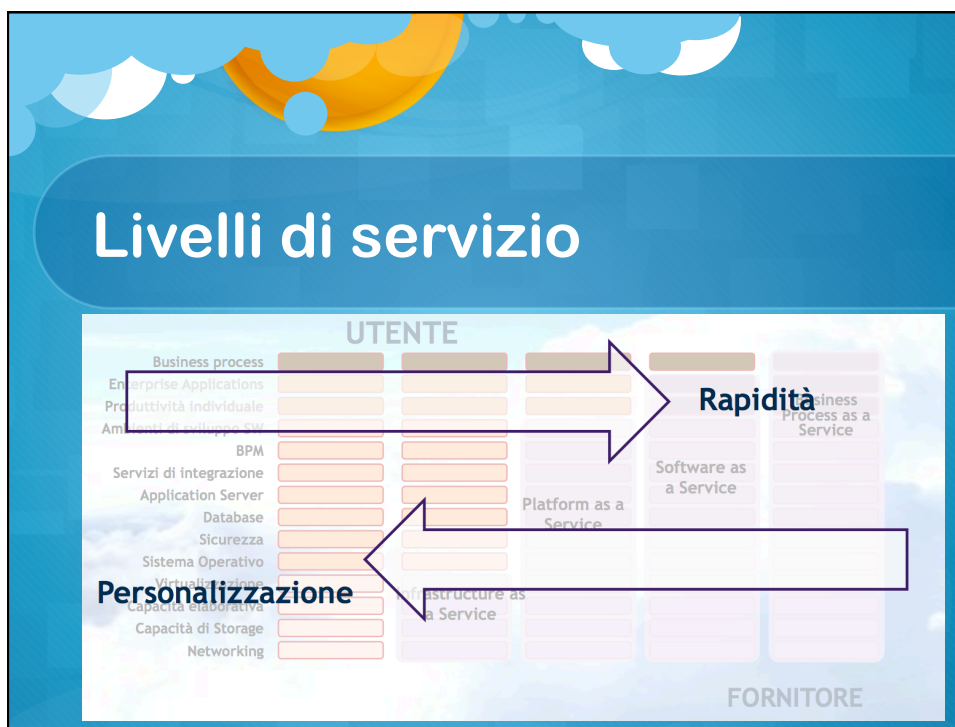 Livelli di servizio
UTENTE
Business process
Enterprise Applications
Produttività individuale
Ambienti di sviluppo SW
BPM
Servizi di integrazione
Application Server
Database
Sicurezza
Sistema Operativo
Virtualizzazione
Capacità elaborativa
Capacità di Storage
Networking
Rapidità
Business
Process as a
Service
Software as
a Service
Platform as a
Service
Personalizzazione
Infrastructure as
a Service
FORNITORE